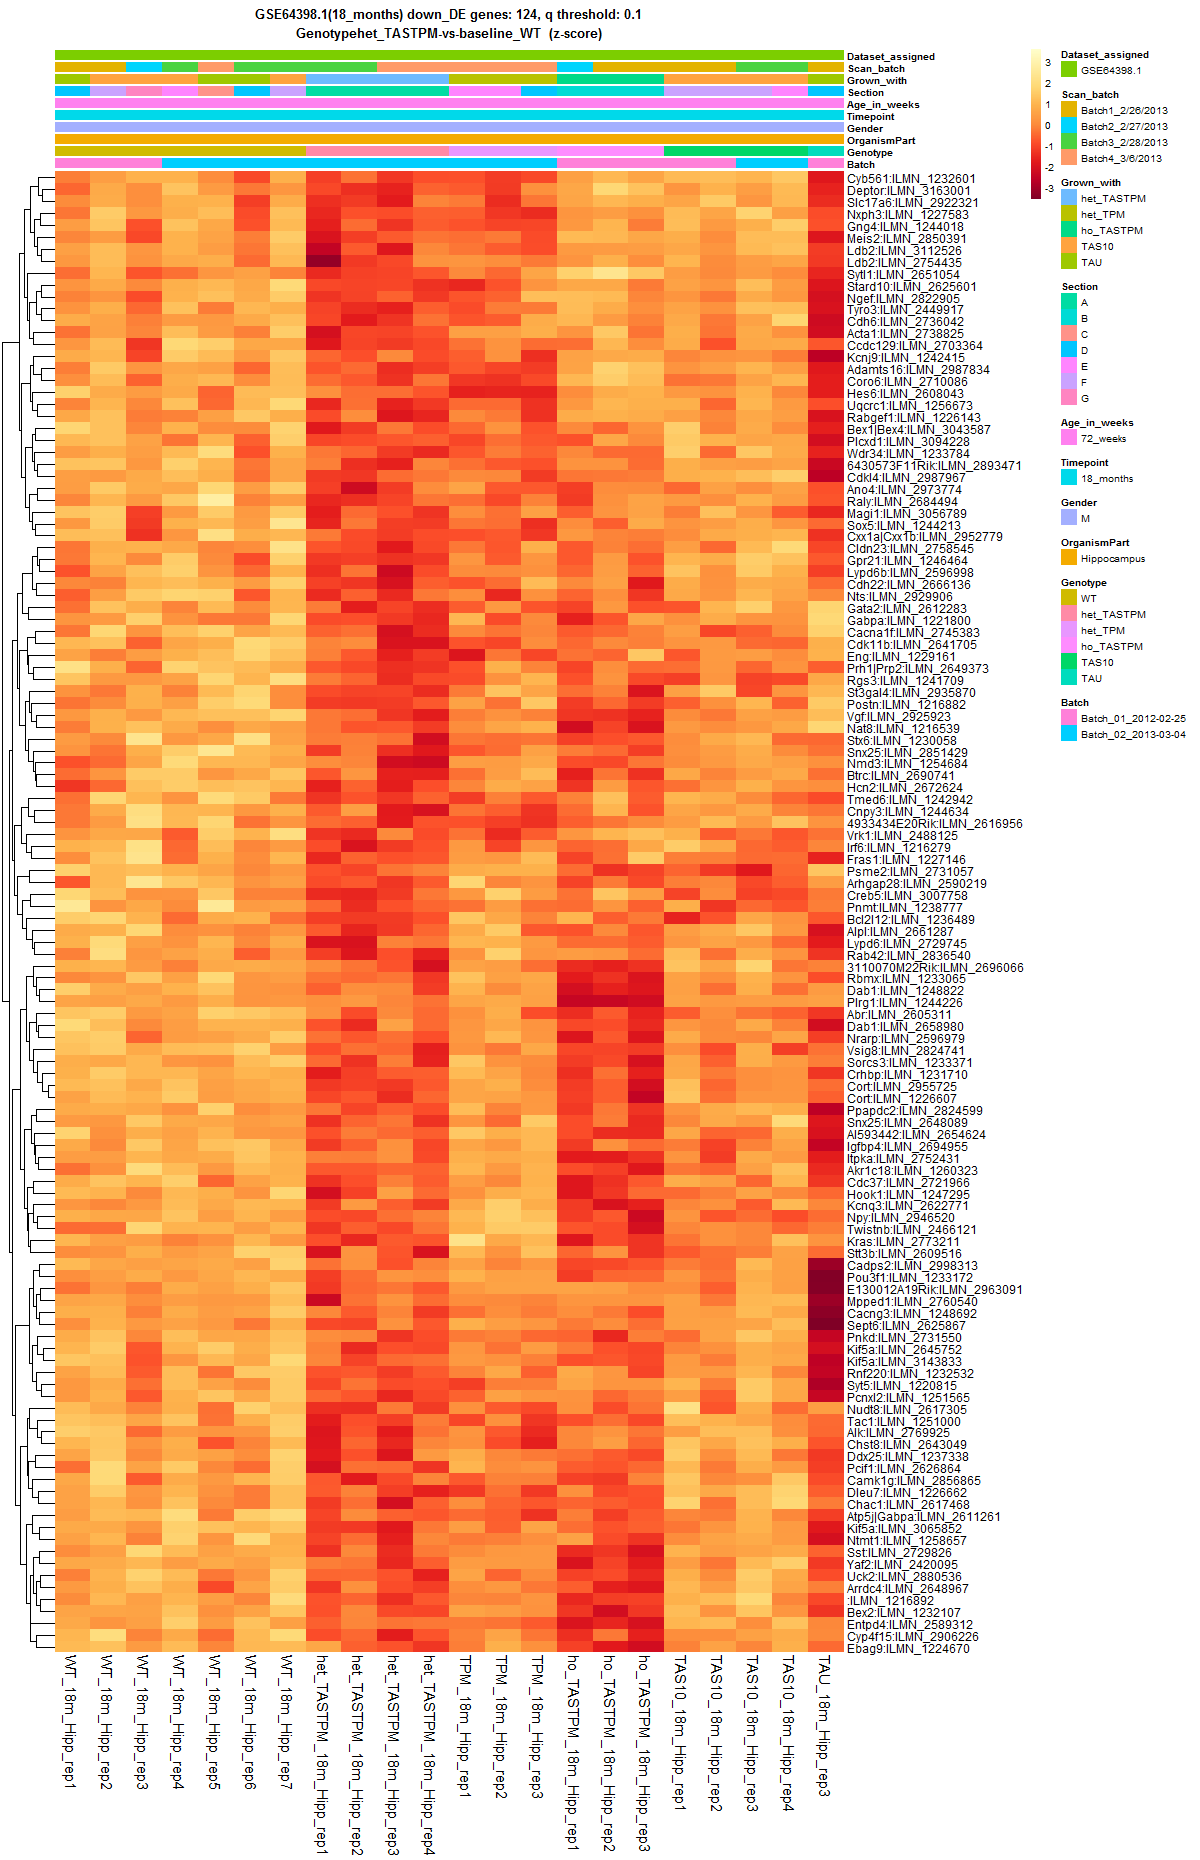 GSE64398.1(18_months) down_DE genes: 124, q threshold: 0.1
Genotypehet_TASTPM-vs-baseline_WT (z-score)
Dataset_assigned
Scan_batch
Grown_with
Section
Age_in_weeks
Timepoint
Gender
OrganismPart
Genotype
Batch
Cyb561:ILMN_1232601
Deptor:ILMN_3163001
Slc17a6:ILMN_2922321
Nxph3:ILMN_1227583
Gng4:ILMN_1244018
Meis2:ILMN_2850391
Ldb2:ILMN_3112526
Ldb2:ILMN_2754435
Sytl1:ILMN_2651054
Stard10:ILMN_2625601
Ngef:ILMN_2822905
Tyro3:ILMN_2449917
Cdh6:ILMN_2736042
Acta1:ILMN_2738825
Ccdc129:ILMN_2703364
Kcnj9:ILMN_1242415
Adamts16:ILMN_2987834
Coro6:ILMN_2710086
Hes6:ILMN_2608043
Uqcrc1:ILMN_1256673
Rabgef1:ILMN_1226143
Bex1|Bex4:ILMN_3043587
Plcxd1:ILMN_3094228
Wdr34:ILMN_1233784
6430573F11Rik:ILMN_2893471
Cdkl4:ILMN_2987967
Ano4:ILMN_2973774
Raly:ILMN_2684494
Magi1:ILMN_3056789
Sox5:ILMN_1244213
Cxx1a|Cxx1b:ILMN_2952779
Cldn23:ILMN_2758545
Gpr21:ILMN_1246464
Lypd6b:ILMN_2596998
Cdh22:ILMN_2666136
Nts:ILMN_2929906
Gata2:ILMN_2612283
Gabpa:ILMN_1221800
Cacna1f:ILMN_2745383
Cdk11b:ILMN_2641705
Eng:ILMN_1229161
Prh1|Prp2:ILMN_2649373
Rgs3:ILMN_1241709
St3gal4:ILMN_2935870
Postn:ILMN_1216882
Vgf:ILMN_2925923
Nat8:ILMN_1216539
Stx6:ILMN_1230058
Snx25:ILMN_2851429
Nmd3:ILMN_1254684
Btrc:ILMN_2690741
Hcn2:ILMN_2672624
Tmed6:ILMN_1242942
Cnpy3:ILMN_1244634
4933434E20Rik:ILMN_2616956
Vrk1:ILMN_2488125
Irf6:ILMN_1216279
Fras1:ILMN_1227146
Psme2:ILMN_2731057
Arhgap28:ILMN_2590219
Creb5:ILMN_3007758
Pnmt:ILMN_1238777
Bcl2l12:ILMN_1236489
Alpl:ILMN_2661287
Lypd6:ILMN_2729745
Rab42:ILMN_2836540
3110070M22Rik:ILMN_2696066
Rbmx:ILMN_1233065
Dab1:ILMN_1248822
Plrg1:ILMN_1244226
Abr:ILMN_2605311
Dab1:ILMN_2658980
Nrarp:ILMN_2596979
Vsig8:ILMN_2824741
Sorcs3:ILMN_1233371
Crhbp:ILMN_1231710
Cort:ILMN_2955725
Cort:ILMN_1226607
Ppapdc2:ILMN_2824599
Snx25:ILMN_2648089
AI593442:ILMN_2654624
Igfbp4:ILMN_2694955
Itpka:ILMN_2752431
Akr1c18:ILMN_1260323
Cdc37:ILMN_2721966
Hook1:ILMN_1247295
Kcnq3:ILMN_2622771
Npy:ILMN_2946520
Twistnb:ILMN_2466121
Kras:ILMN_2773211
Stt3b:ILMN_2609516
Cadps2:ILMN_2998313
Pou3f1:ILMN_1233172
E130012A19Rik:ILMN_2963091
Mpped1:ILMN_2760540
Cacng3:ILMN_1248692
Sept6:ILMN_2625867
Pnkd:ILMN_2731550
Kif5a:ILMN_2645752
Kif5a:ILMN_3143833
Rnf220:ILMN_1232532
Syt5:ILMN_1220815
Pcnxl2:ILMN_1251565
Nudt8:ILMN_2617305
Tac1:ILMN_1251000
Alk:ILMN_2769925
Chst8:ILMN_2643049
Ddx25:ILMN_1237338
Pcif1:ILMN_2626864
Camk1g:ILMN_2856865
Dleu7:ILMN_1226662
Chac1:ILMN_2617468
Atp5j|Gabpa:ILMN_2611261
Kif5a:ILMN_3065852
Ntmt1:ILMN_1258657
Sst:ILMN_2729826
Yaf2:ILMN_2420095
Uck2:ILMN_2880536
Arrdc4:ILMN_2648967
:ILMN_1216892
Bex2:ILMN_1232107
Entpd4:ILMN_2589312
Cyp4f15:ILMN_2906226
Ebag9:ILMN_1224670
WT_18m_Hipp_rep1
WT_18m_Hipp_rep2
WT_18m_Hipp_rep3
WT_18m_Hipp_rep4
WT_18m_Hipp_rep5
WT_18m_Hipp_rep6
WT_18m_Hipp_rep7
het_TASTPM_18m_Hipp_rep1
het_TASTPM_18m_Hipp_rep2
het_TASTPM_18m_Hipp_rep3
het_TASTPM_18m_Hipp_rep4
TPM_18m_Hipp_rep1
TPM_18m_Hipp_rep2
TPM_18m_Hipp_rep3
ho_TASTPM_18m_Hipp_rep1
ho_TASTPM_18m_Hipp_rep2
ho_TASTPM_18m_Hipp_rep3
TAS10_18m_Hipp_rep1
TAS10_18m_Hipp_rep2
TAS10_18m_Hipp_rep3
TAS10_18m_Hipp_rep4
TAU_18m_Hipp_rep3
3
2
1
0
-1
-2
-3
Dataset_assigned
GSE64398.1
Scan_batch
Batch1_2/26/2013
Batch2_2/27/2013
Batch3_2/28/2013
Batch4_3/6/2013
Grown_with
het_TASTPM
het_TPM
ho_TASTPM
TAS10
TAU
Section
A
B
C
D
E
F
G
Age_in_weeks
72_weeks
Timepoint
18_months
Gender
M
OrganismPart
Hippocampus
Genotype
WT
het_TASTPM
het_TPM
ho_TASTPM
TAS10
TAU
Batch
Batch_01_2012-02-25
Batch_02_2013-03-04